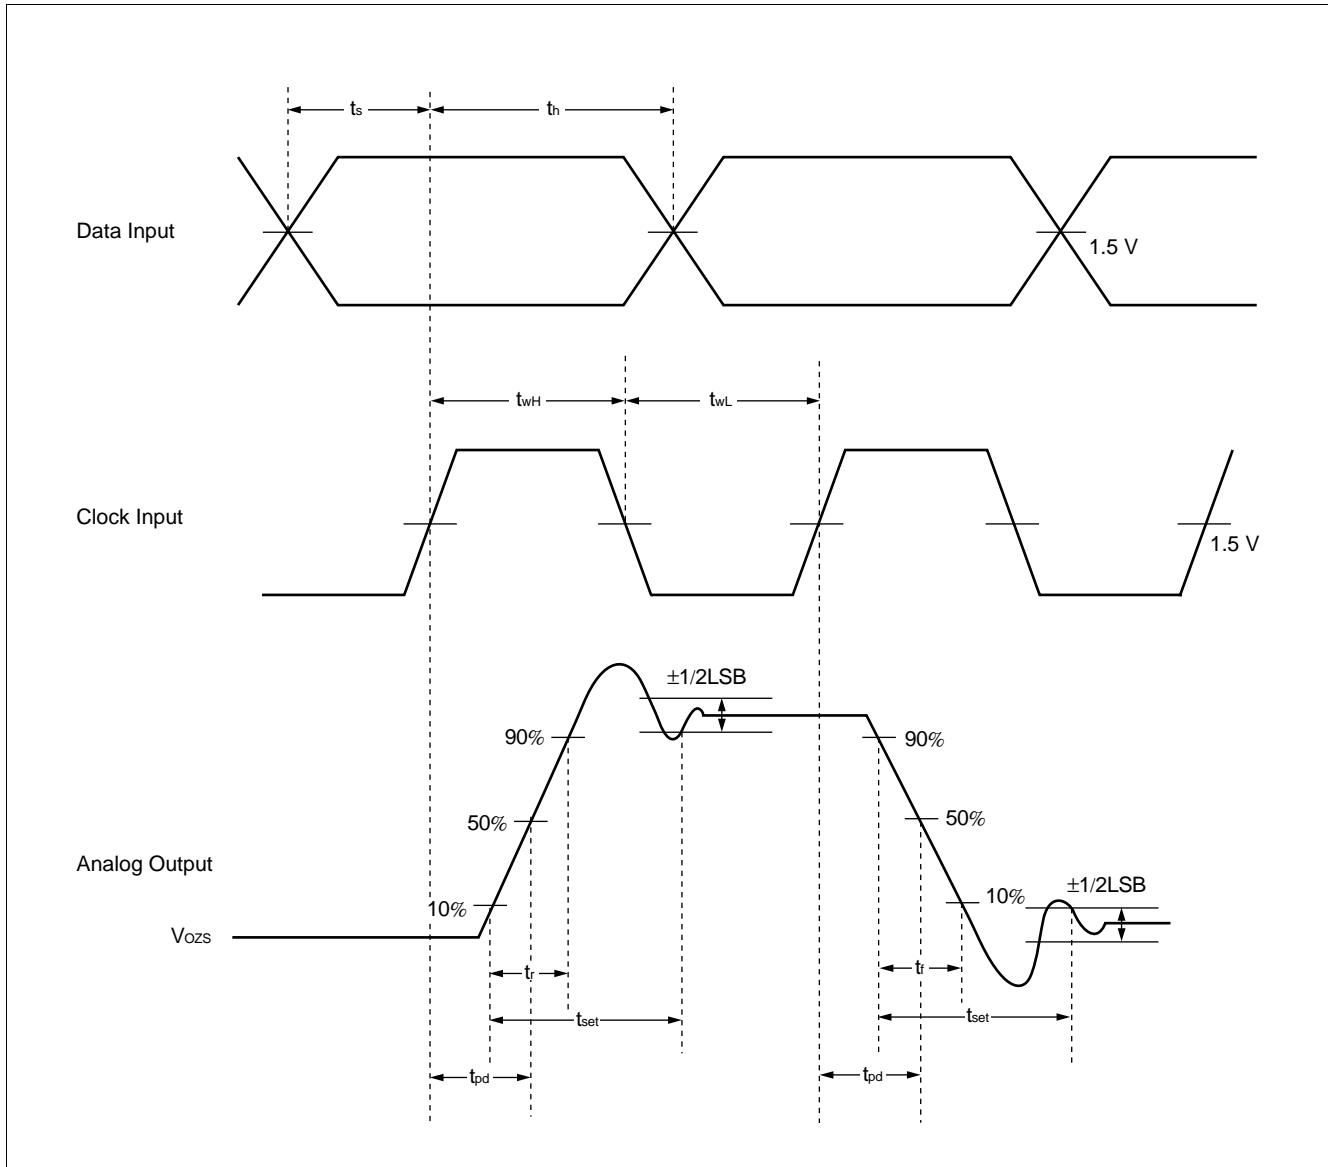 ts th
Data Input
1.5 V
twH twL
Clock Input
1.5 V
±1/2LSB
90% 90%
50% 50%
Analog Output
10% 10% ±1/2LSB
VOZS
tr tf
tset tset
tpd tpd